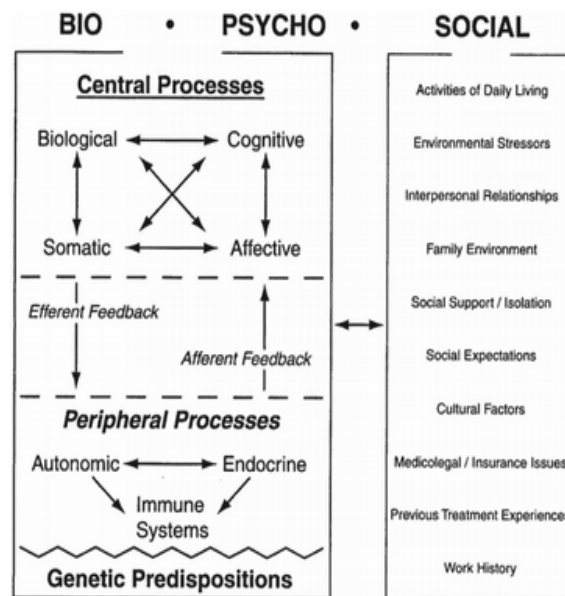 BIO • PSYCHO • SOCIAL
Central Processes
Biological Cognitive
Somatic Affective
Efferent Feedback
Afferent Feedback
Peripheral Processes
Autonomic Endocrine
Immune
Systems
Genetic Predispositions
Activities of Daily Living
Environmental Stressors
Interpersonal Relationships
Family Environment
Social Support / Isolation
Social Expectations
Cultural Factors
Medicolegal / Insurance Issues
Previous Treatment Experiences
Work History